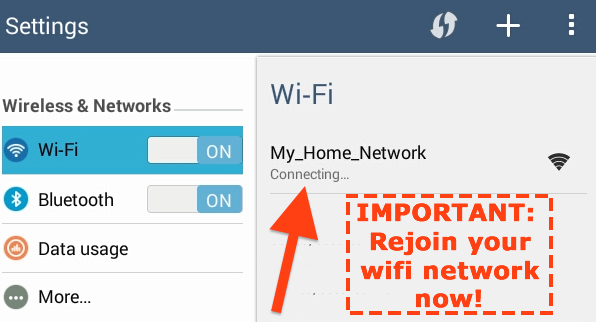 Settings
Wireless & Networks
Wi-Fi ON
Bluetooth ON
Data usage
More...
Wi-Fi
My_Home_Network
Connecting...
IMPORTANT:
Rejoin your
wifi network
now!